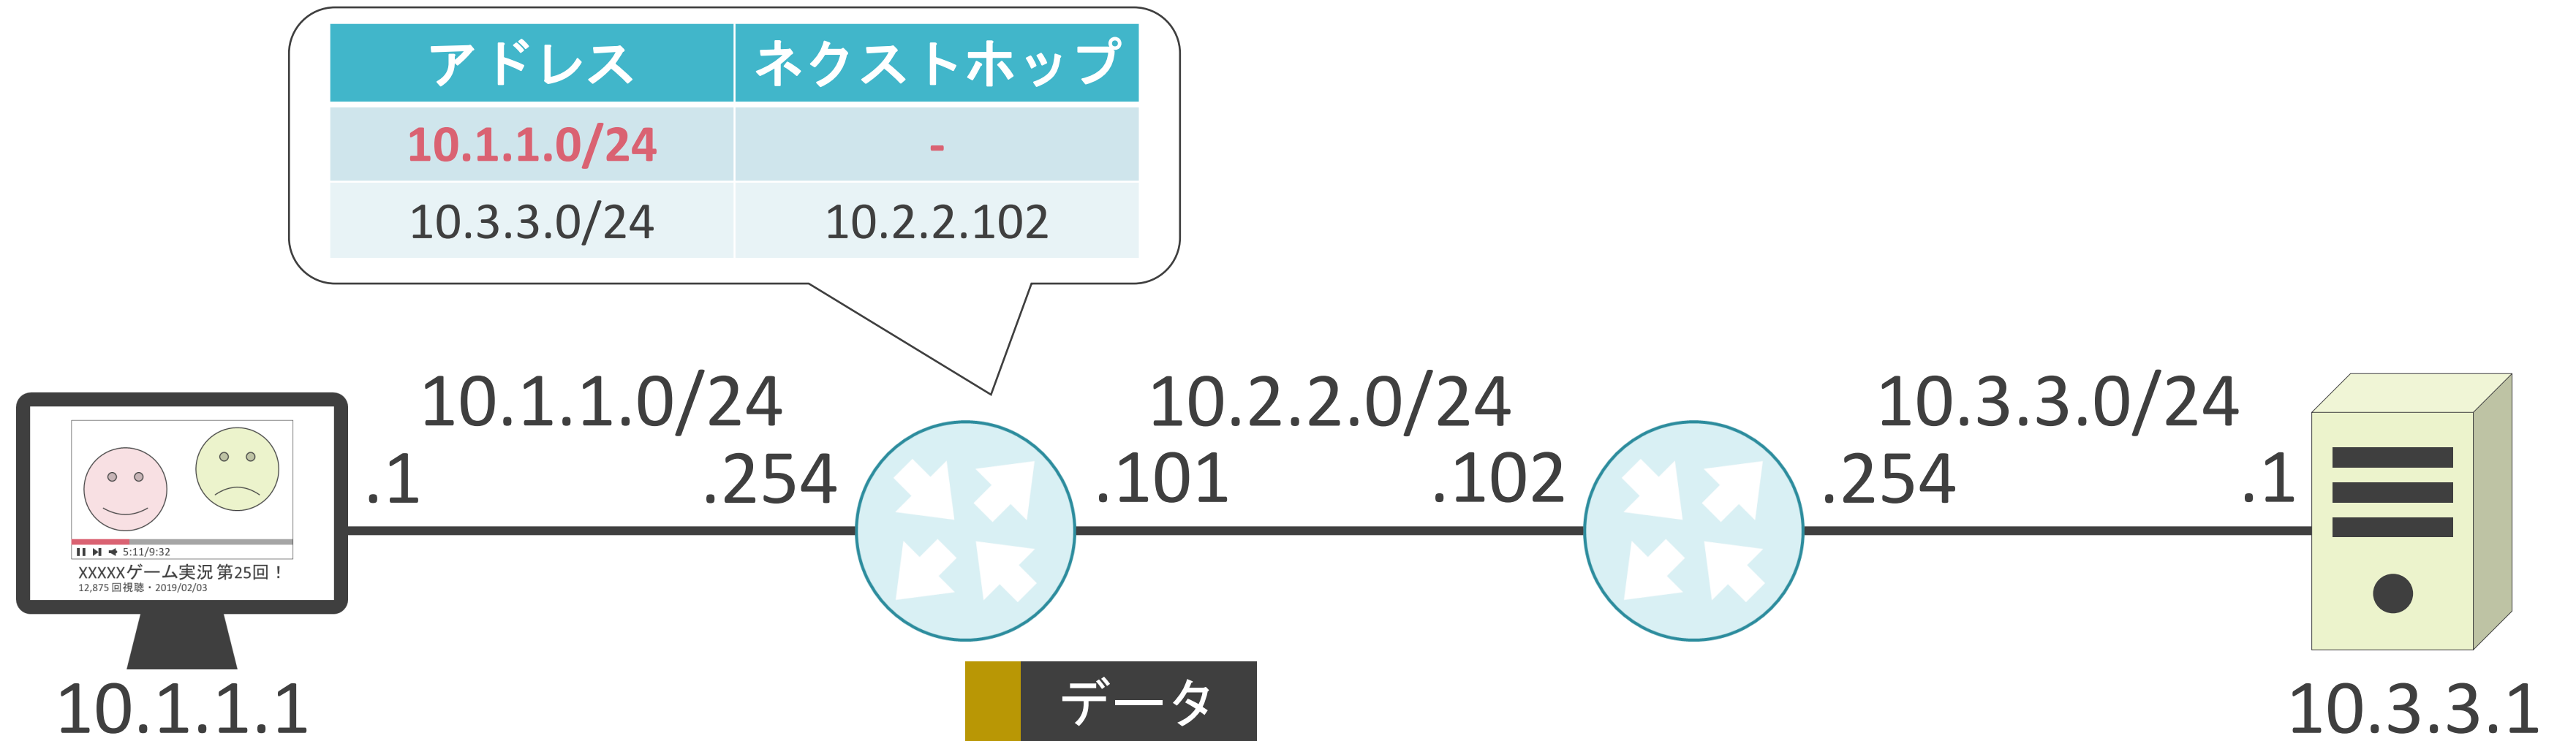 アドレス ネクストホップ
10.1.1.0/24 -
10.3.3.0/24 10.2.2.102
10.1.1.0/24 10.2.2.0/24 10.3.3.0/24
.1 .254 .101 .102 .254 .1
5:11/9:32
XXXXXゲーム実況 第25回！
12,875 回視聴・2019/02/03
データ
10.1.1.1 10.3.3.1